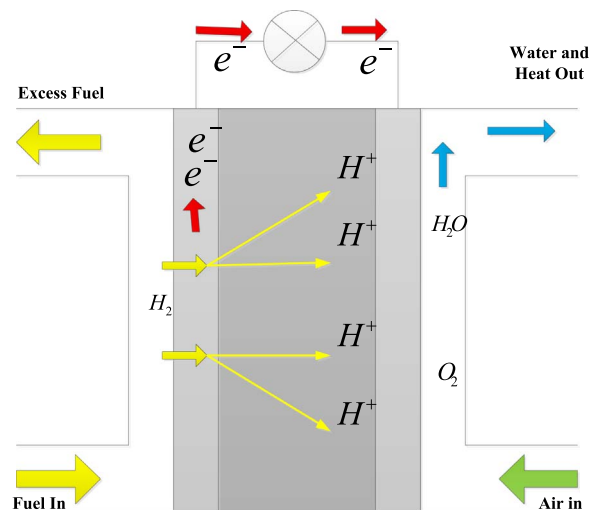 e⁻ e⁻
Water and
Heat Out
Excess Fuel
e⁻
e⁻
H⁺
H⁺
H₂O
H₂
H⁺
O₂
H⁺
Fuel In
Air in